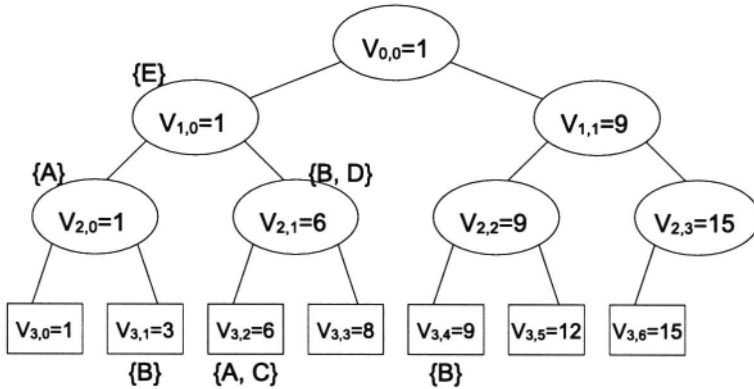 V0,0=1
{E}
V1,0=1
V1,1=9
{A}
{B, D}
V2,0=1
V2,1=6
V2,2=9
V2,3=15
V3,0=1
V3,1=3
V3,2=6
V3,3=8
V3,4=9
V3,5=12
V3,6=15
{B}
{A, C}
{B}